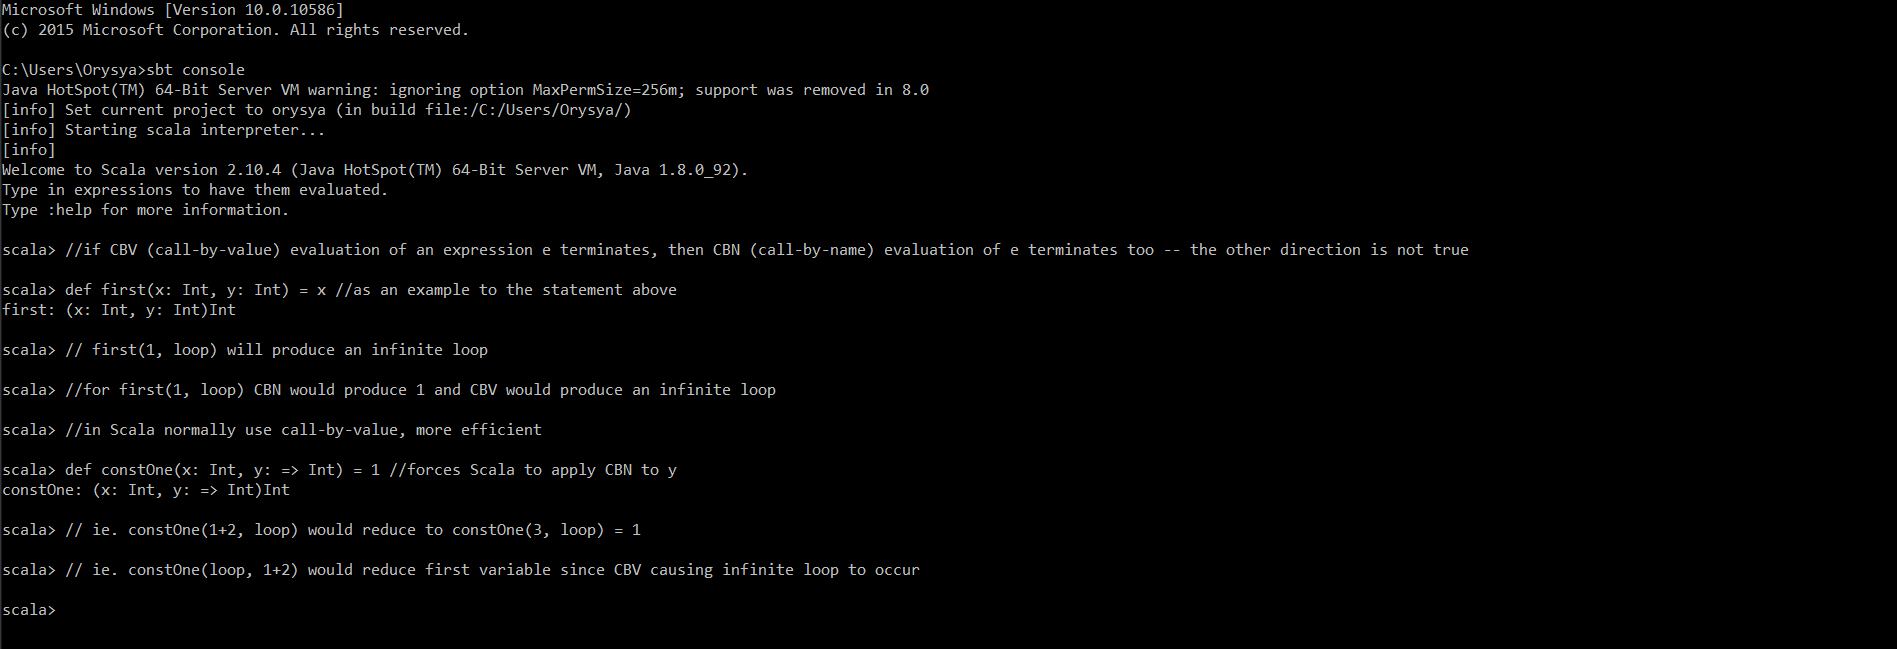 Microsoft Windows [Version 10.0.10586]
(c) 2015 Microsoft Corporation. All rights reserved.
C:\Users\Orysya>sbt console
Java HotSpot(TM) 64-Bit Server VM warning: ignoring option MaxPermSize=256m; support was removed in 8.0
[info] Set current project to orysya (in build file:/C:/Users/Orysya/)
[info] Starting scala interpreter...
[info]
Welcome to Scala version 2.10.4 (Java HotSpot(TM) 64-Bit Server VM, Java 1.8.0_92).
Type in expressions to have them evaluated.
Type :help for more information.
scala> //if CBV (call-by-value) evaluation of an expression e terminates, then CBN (call-by-name) evaluation of e terminates too -- the other direction is not true
scala> def first(x: Int, y: Int) = x //as an example to the statement above
first: (x: Int, y: Int)Int
scala> // first(1, loop) will produce an infinite loop
scala> //for first(1, loop) CBN would produce 1 and CBV would produce an infinite loop
scala> //in Scala normally use call-by-value, more efficient
scala> def constOne(x: Int, y: => Int) = 1 //forces Scala to apply CBN to y
constOne: (x: Int, y: => Int)Int
scala> // ie. constOne(1+2, loop) would reduce to constOne(3, loop) = 1
scala> // ie. constOne(loop, 1+2) would reduce first variable since CBV causing infinite loop to occur
scala>